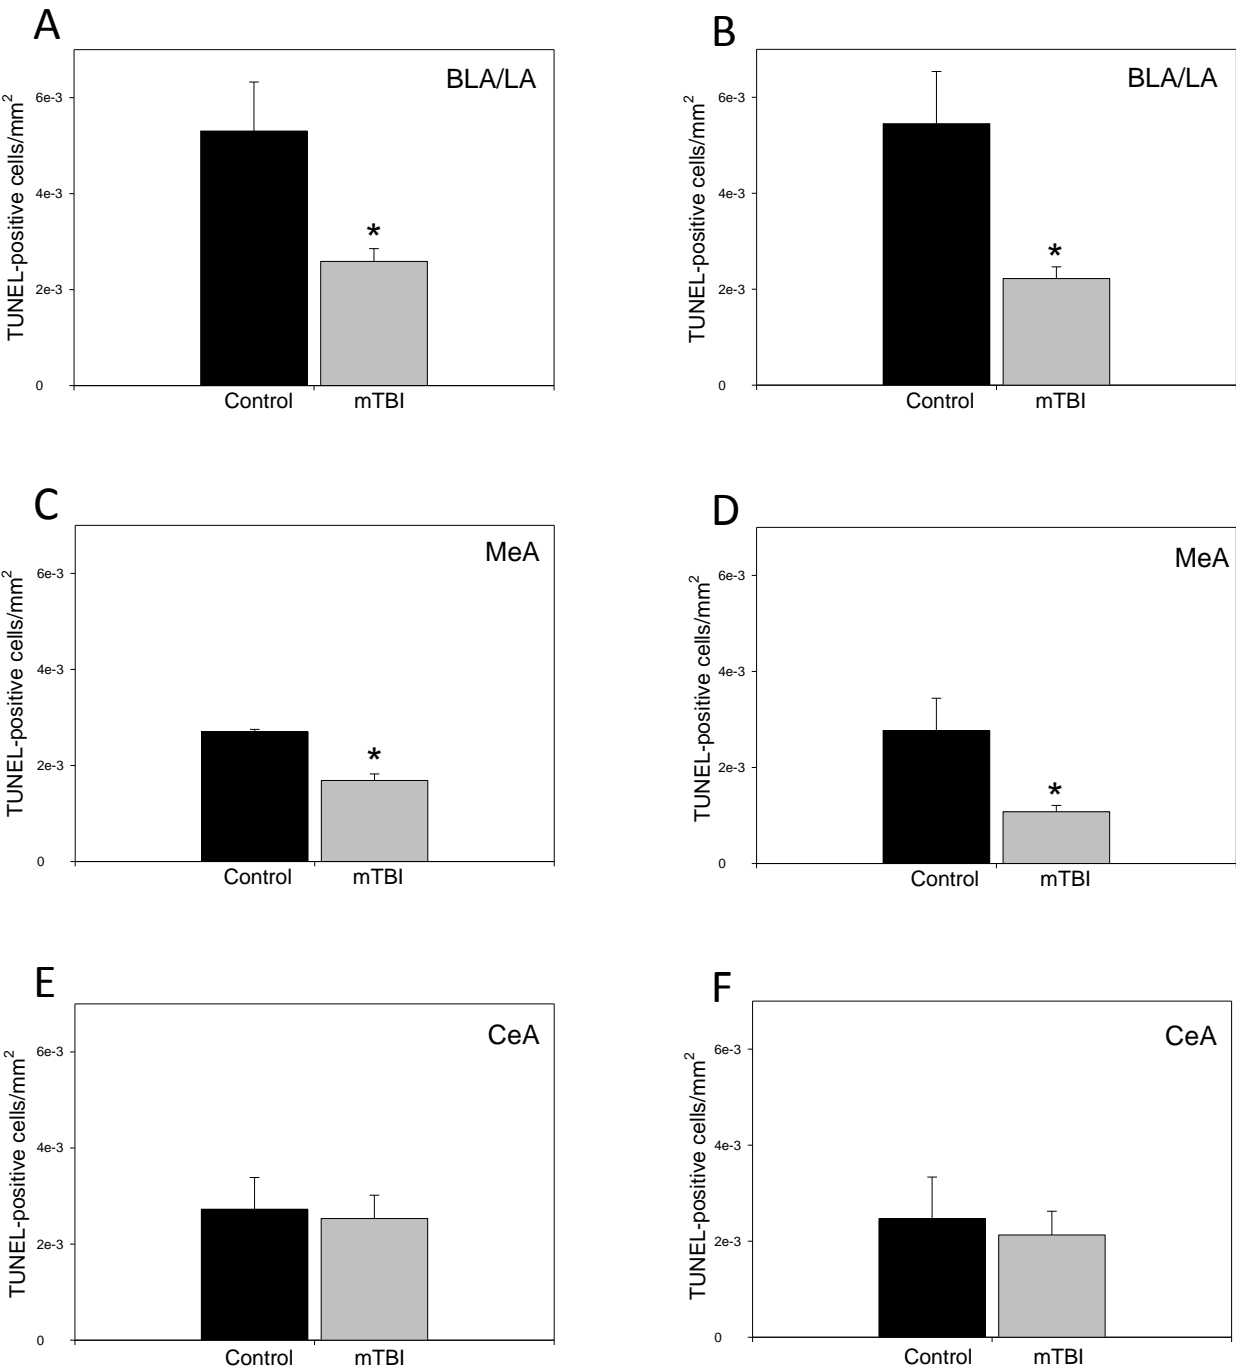 A
BLA/LA
TUNEL-positive cells/mm²
6e-3
4e-3
2e-3
0
*
Control mTBI
B
BLA/LA
TUNEL-positive cells/mm²
6e-3
4e-3
2e-3
0
*
Control mTBI
C
MeA
TUNEL-positive cells/mm²
6e-3
4e-3
2e-3
0
*
Control mTBI
D
MeA
TUNEL-positive cells/mm²
6e-3
4e-3
2e-3
0
*
Control mTBI
E
CeA
TUNEL-positive cells/mm²
6e-3
4e-3
2e-3
0
Control mTBI
F
CeA
TUNEL-positive cells/mm²
6e-3
4e-3
2e-3
0
Control mTBI